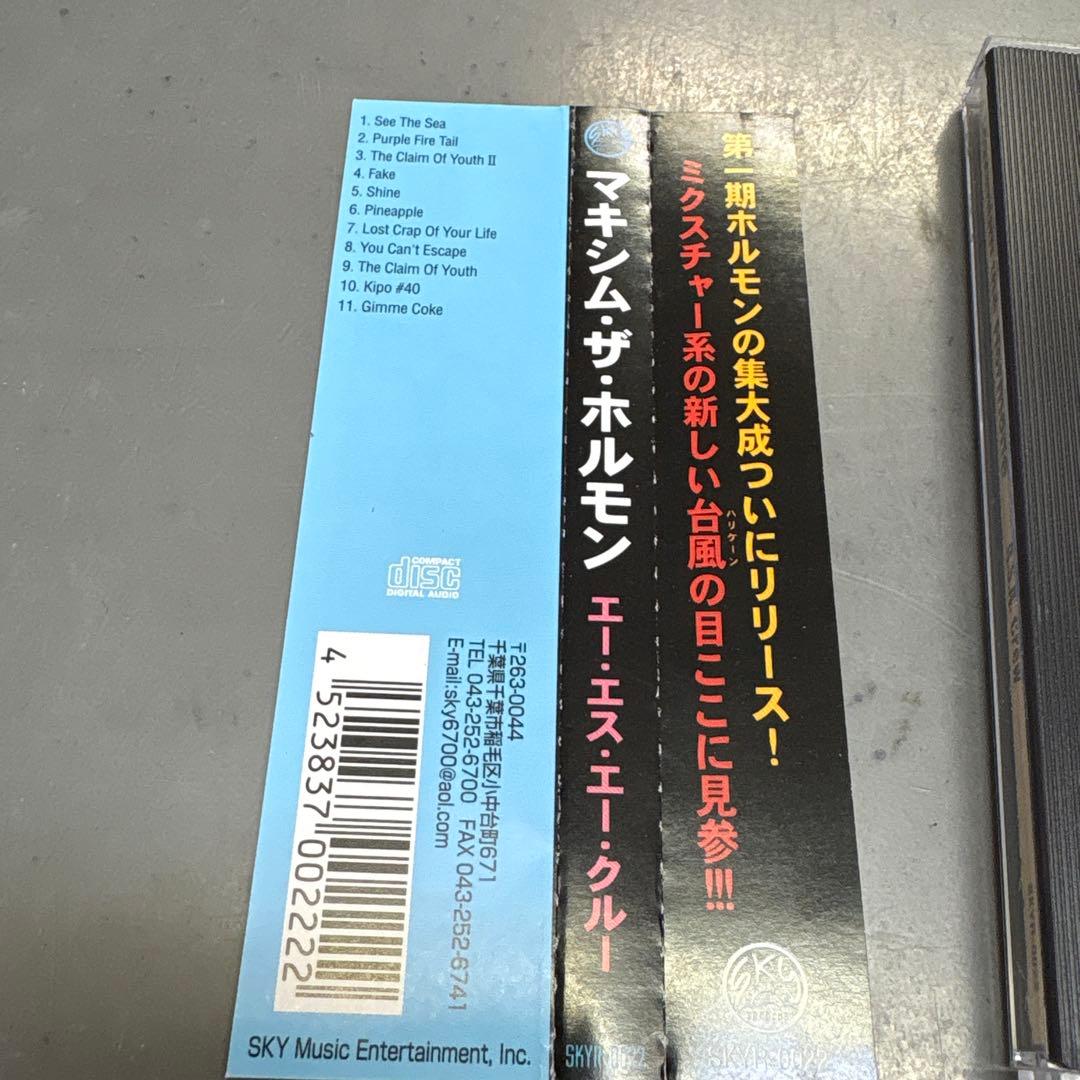 1. See The Sea
2. Purple Fire Tail
3. The Claim Of Youth II
4. Fake
5. Shine
6. Pineapple
7. Lost Crap Of Your Life
8. You Can't Escape
9. The Claim Of Youth
10. Kipo #40
11. Gimme Coke
COMPACT
disc
DIGITAL AUDIO
〒263-0044
千葉県千葉市稲毛区小中台町671
TEL 043-252-6700 FAX 043-252-6741
E-mail:sky6700@aol.com
4 523837 002222
SKY Music Entertainment, Inc.
マキシム・ザ・ホルモン エー・エス・エー・クルー
SKYR-0022
第一期ホルモンの集大成ついにリリース!
ミクスチャー系の新しい台風の目ここに見参!!!
ハリケーン
SKYR-0022